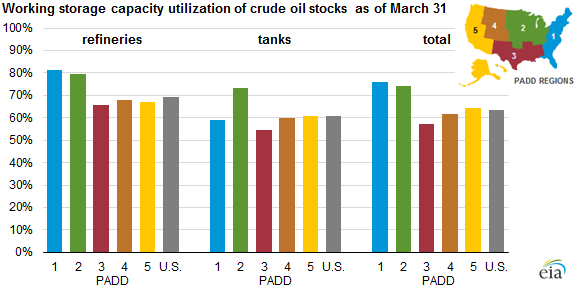 Working storage capacity utilization of crude oil stocks as of March 31
100%
90%
80%
70%
60%
50%
40%
30%
20%
10%
0%
refineries
tanks
total
1 2 3 4 5 U.S.
PADD
1 2 3 4 5 U.S.
PADD
1 2 3 4 5 U.S.
PADD
5
4
2
1
3
PADD REGIONS
eia